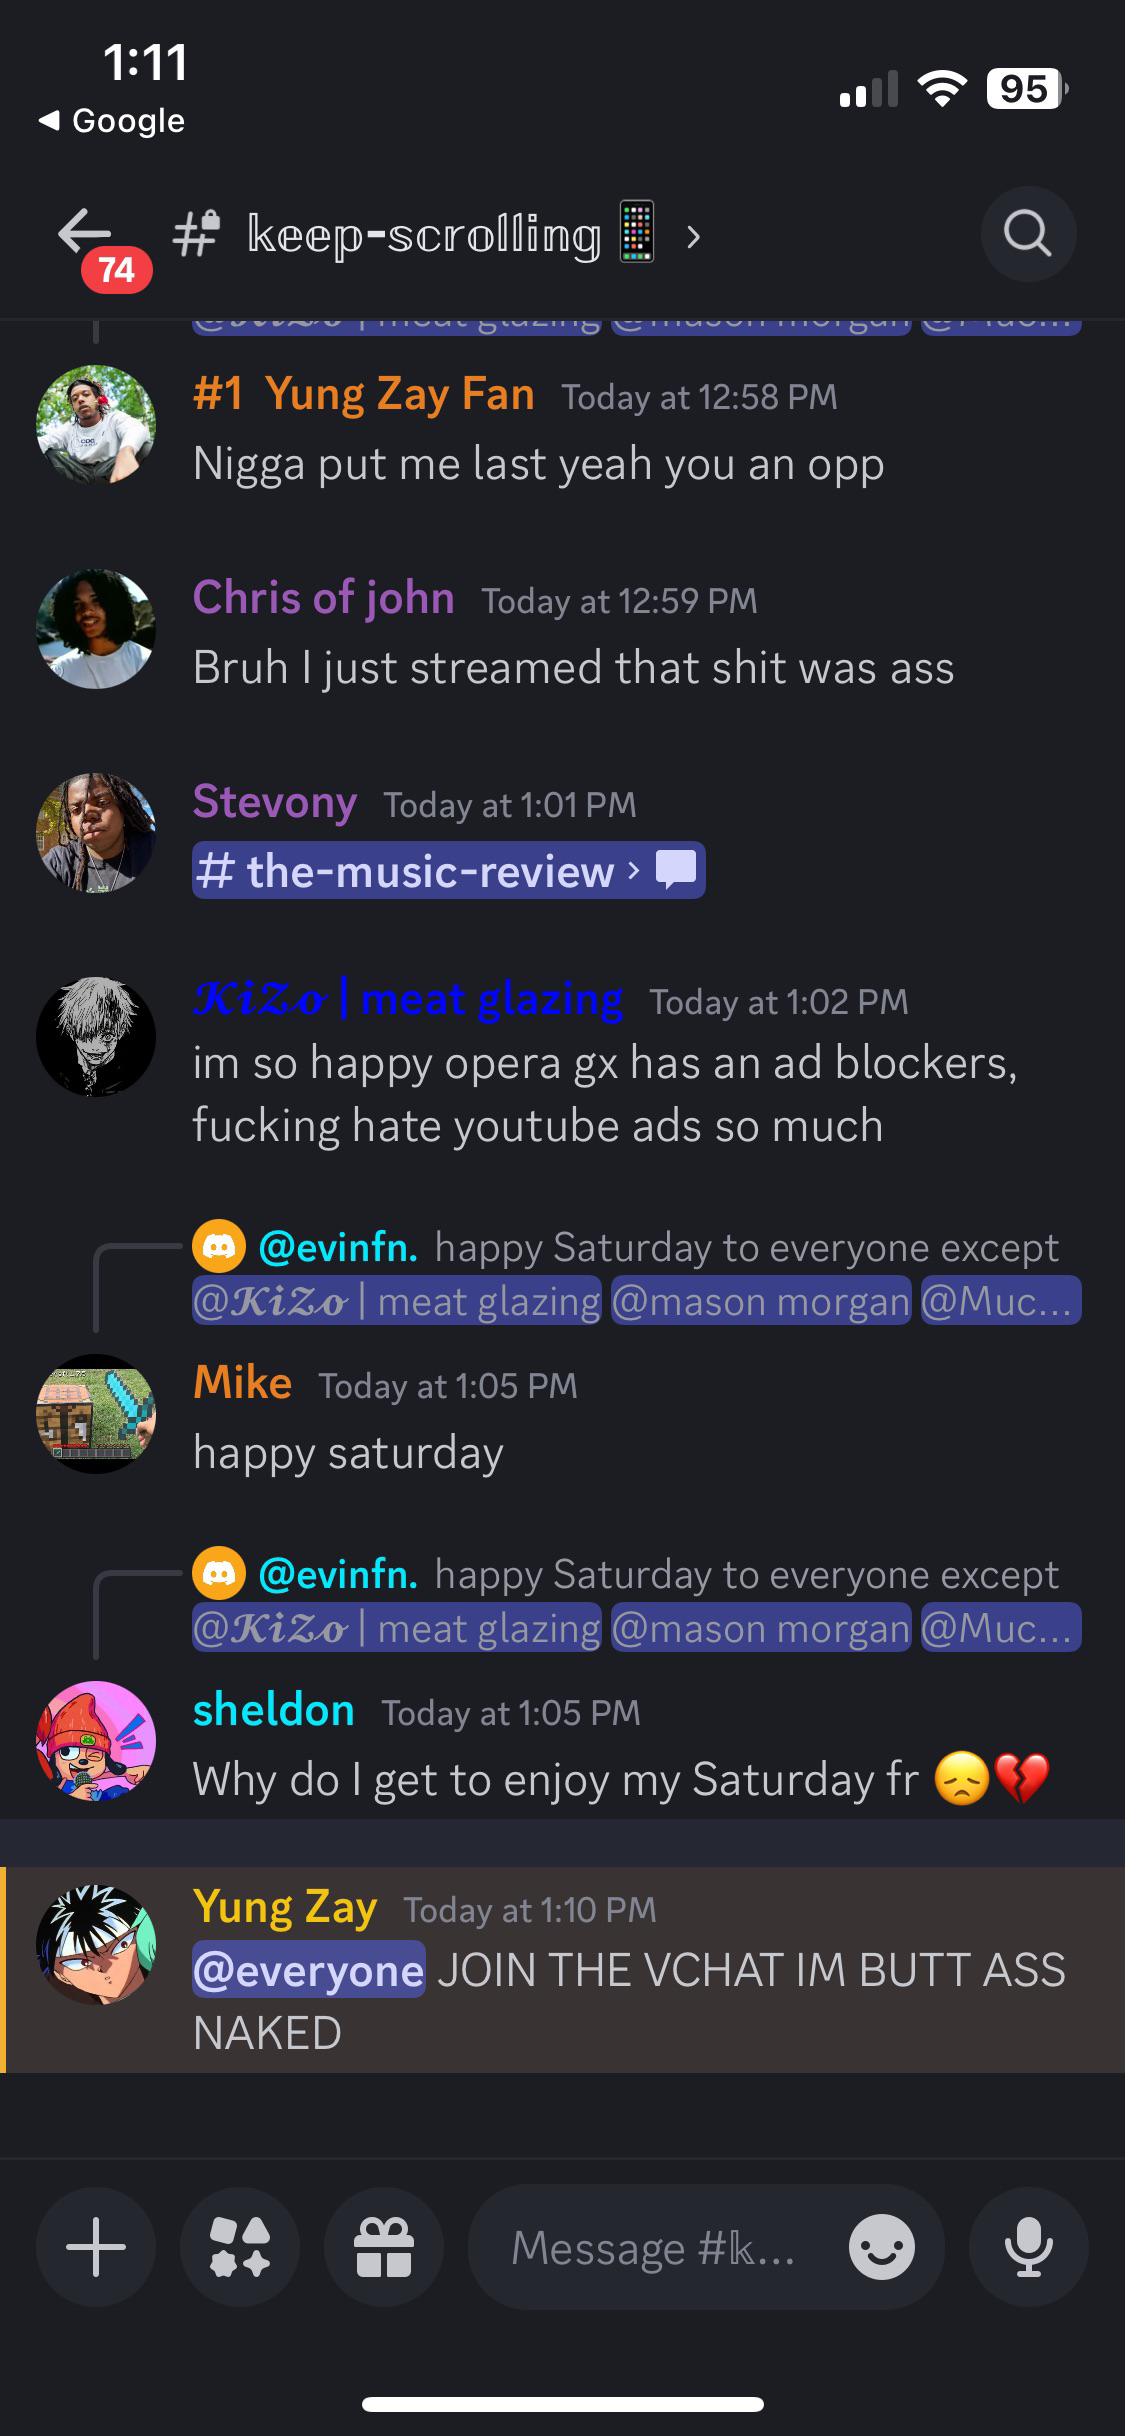 1:11
◀ Google
95
74
# 𝕜𝕖𝕖𝕡-𝕤𝕔𝕣𝕠𝕝𝕝𝕚𝕟𝕘📱 ›
@𝓚𝓲𝓩𝓸 | meat glazing @mason morgan @Muc...
#1 Yung Zay Fan Today at 12:58 PM
Nigga put me last yeah you an opp
Chris of john Today at 12:59 PM
Bruh I just streamed that shit was ass
Stevony Today at 1:01 PM
# the-music-review ›
𝓚𝓲𝓩𝓸 | meat glazing Today at 1:02 PM
im so happy opera gx has an ad blockers,
fucking hate youtube ads so much
@evinfn. happy Saturday to everyone except
@𝓚𝓲𝓩𝓸 | meat glazing @mason morgan @Muc...
Mike Today at 1:05 PM
happy saturday
@evinfn. happy Saturday to everyone except
@𝓚𝓲𝓩𝓸 | meat glazing @mason morgan @Muc...
sheldon Today at 1:05 PM
Why do I get to enjoy my Saturday fr 😞💔
Yung Zay Today at 1:10 PM
@everyone JOIN THE VCHAT IM BUTT ASS
NAKED
Message #𝕜...